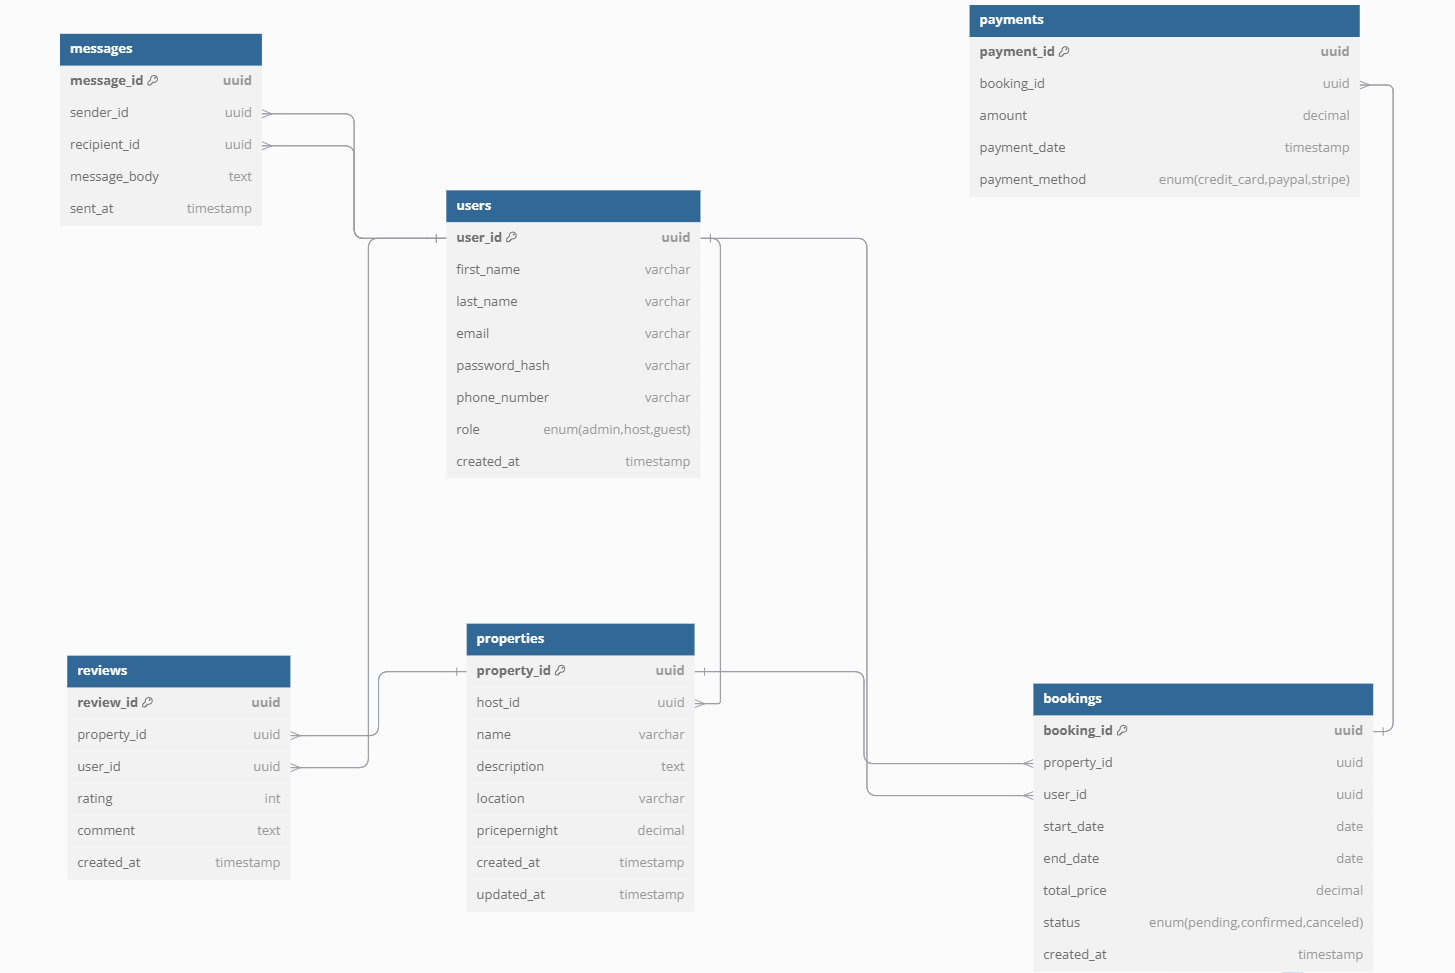 messages
message_id uuid
sender_id uuid
recipient_id uuid
message_body text
sent_at timestamp
payments
payment_id uuid
booking_id uuid
amount decimal
payment_date timestamp
payment_method enum(credit_card,paypal,stripe)
users
user_id uuid
first_name varchar
last_name varchar
email varchar
password_hash varchar
phone_number varchar
role enum(admin,host,guest)
created_at timestamp
reviews
review_id uuid
property_id uuid
user_id uuid
rating int
comment text
created_at timestamp
properties
property_id uuid
host_id uuid
name varchar
description text
location varchar
pricepernight decimal
created_at timestamp
updated_at timestamp
bookings
booking_id uuid
property_id uuid
user_id uuid
start_date date
end_date date
total_price decimal
status enum(pending,confirmed,canceled)
created_at timestamp